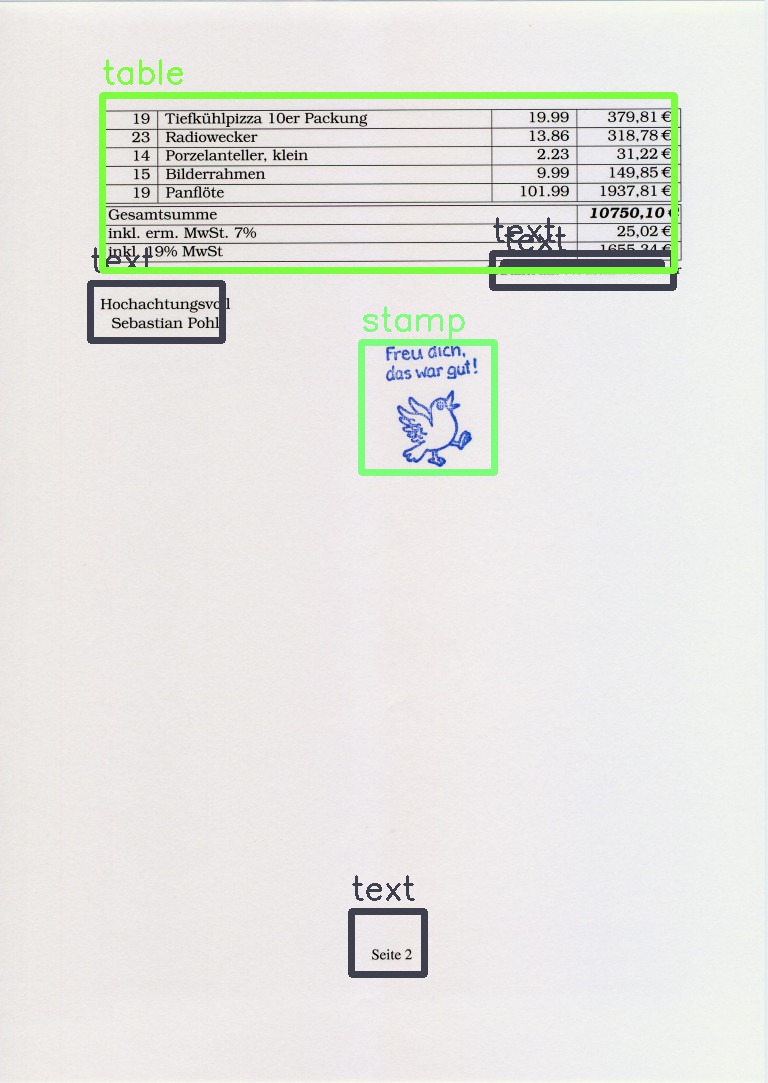 table
19 Tiefkühlpizza 10er Packung 19.99 379,81 €
23 Radiowecker 13.86 318,78 €
14 Porzelanteller, klein 2.23 31,22 €
15 Bilderrahmen 9.99 149,85 €
19 Panflöte 101.99 1937,81 €
Gesamtsumme 10750,10 €
inkl. erm. MwSt. 7% 25,02 €
inkl. 19% MwSt 1655,34 €
text
text
text
Hochachtungsvoll
Sebastian Pohl
stamp
Freu dich,
das war gut!
text
Seite 2